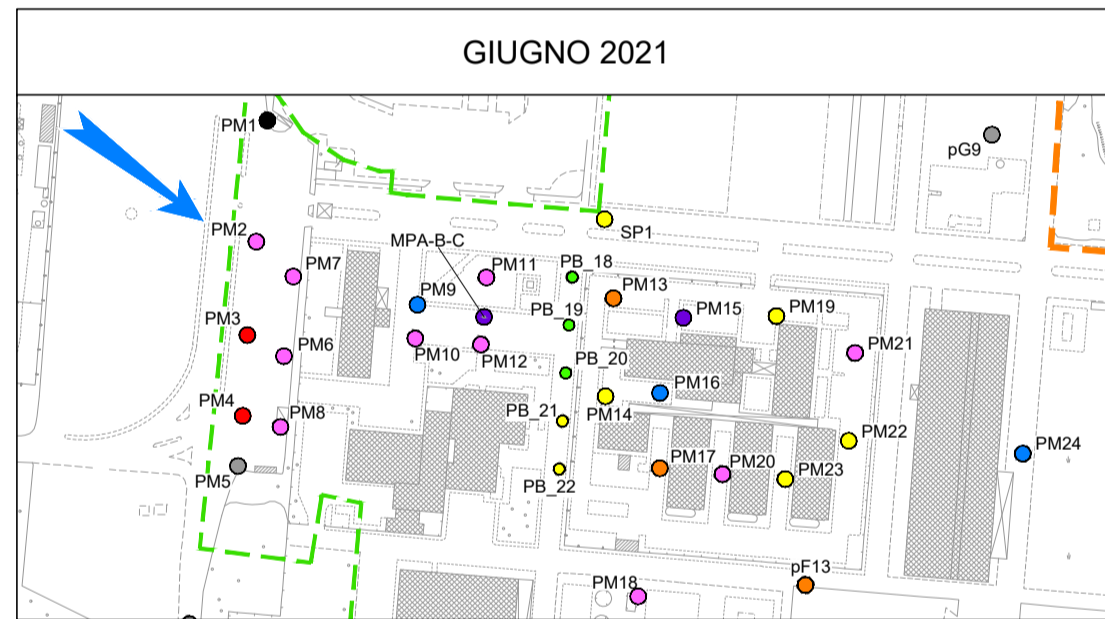 GIUGNO 2021
PM1
pG9
PM2
SP1
MPA-B-C
PM7
PM11
PB_18
PM13
PM9
PB_19
PM15
PM19
PM3
PM6
PM10
PM12
PB_20
PM21
PM4
PM8
PB_21
PM14
PM16
PM22
PM5
PB_22
PM17
PM20
PM23
PM24
PM18
pF13